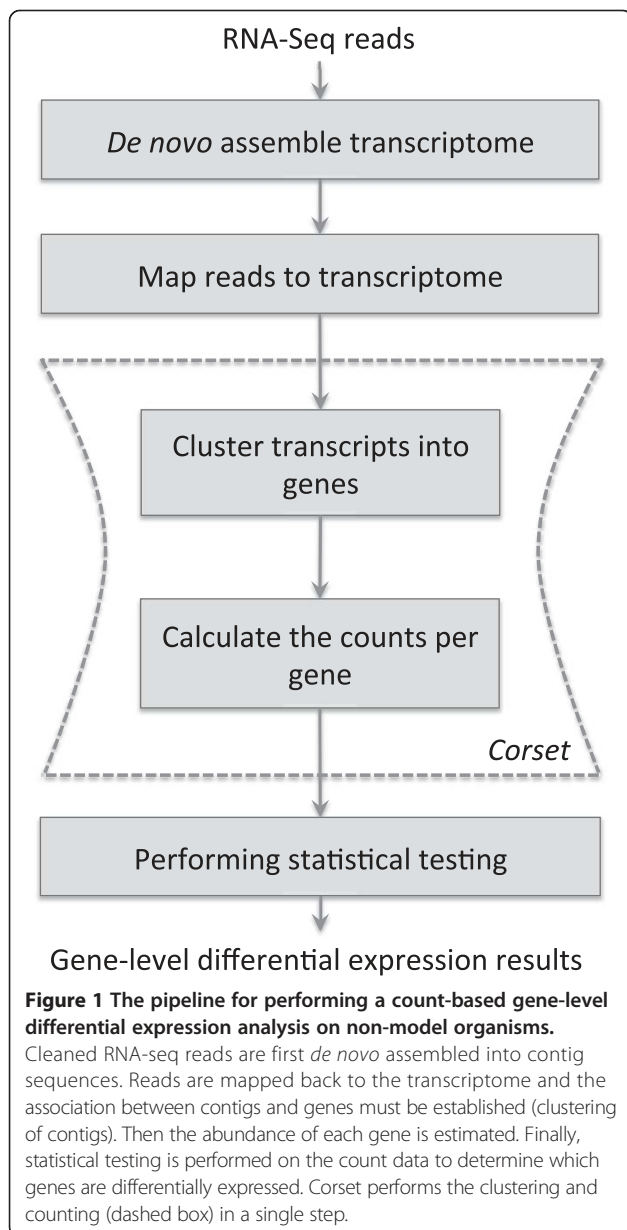 RNA-Seq reads
De novo assemble transcriptome
Map reads to transcriptome
Cluster transcripts into
genes
Calculate the counts per
gene
Corset
Performing statistical testing
Gene-level differential expression results
Figure 1 The pipeline for performing a count-based gene-level
differential expression analysis on non-model organisms.
Cleaned RNA-seq reads are first de novo assembled into contig
sequences. Reads are mapped back to the transcriptome and the
association between contigs and genes must be established (clustering
of contigs). Then the abundance of each gene is estimated. Finally,
statistical testing is performed on the count data to determine which
genes are differentially expressed. Corset performs the clustering and
counting (dashed box) in a single step.